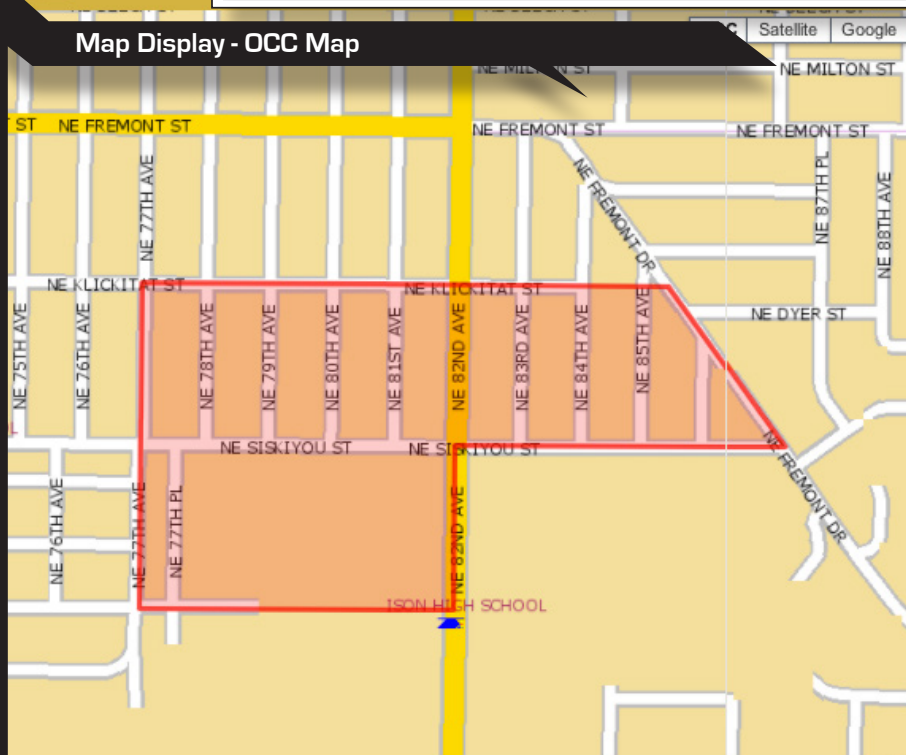 Map Display - OCC Map
Satellite
Google
NE MILTON ST
NE MILTON ST
ST
NE FREMONT ST
NE FREMONT ST
NE FREMONT ST
NE 77TH AVE
NE FREMONT DR
NE 87TH PL
NE 88TH AVE
NE KLICKITAT ST
NE KLICKITAT ST
NE DYER ST
NE 75TH AVE
NE 76TH AVE
NE 78TH AVE
NE 79TH AVE
NE 80TH AVE
NE 81ST AVE
NE 82ND AVE
NE 83RD AVE
NE 84TH AVE
NE 85TH AVE
NE SISKIYOU ST
NE SISKIYOU ST
NE FREMONT DR
NE 76TH AVE
NE 77TH AVE
NE 77TH PL
NE 82ND AVE
ISON HIGH SCHOOL